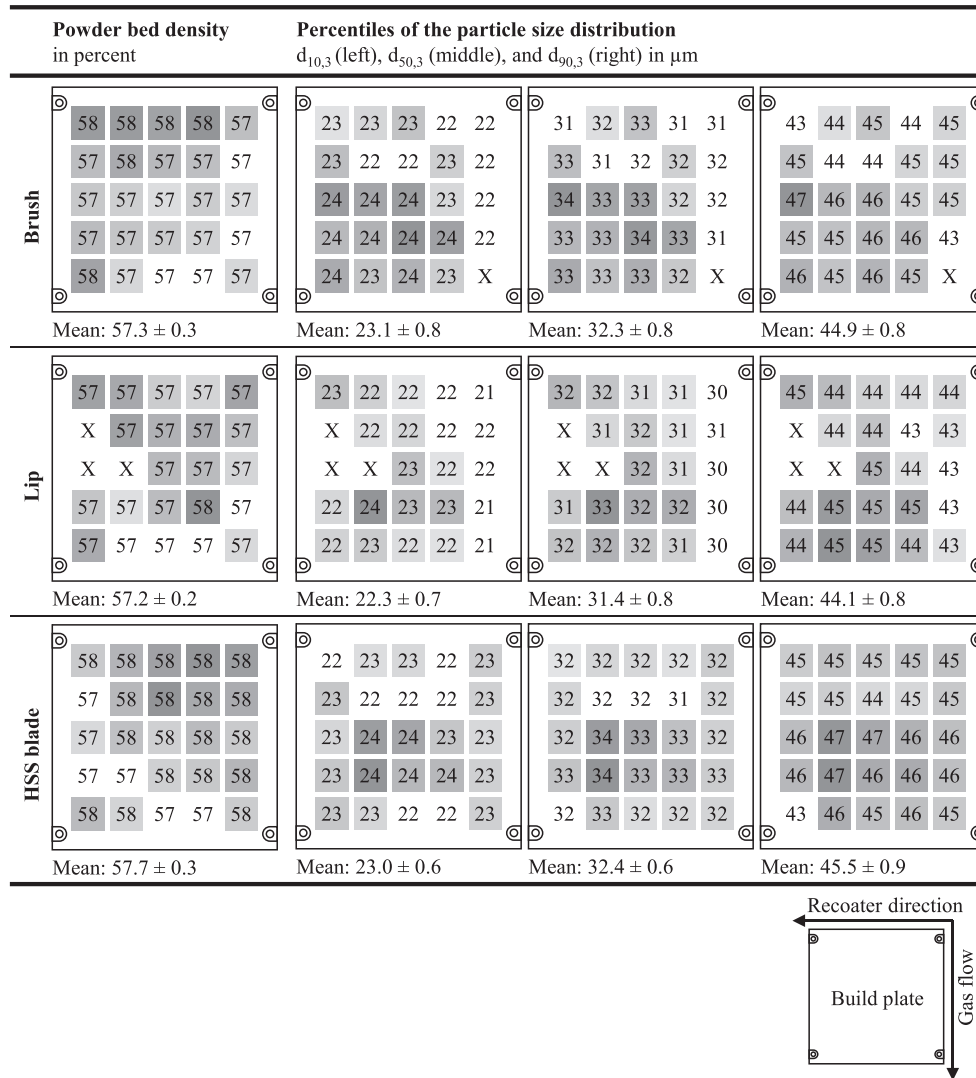 Powder bed density
in percent
Percentiles of the particle size distribution
d10,3 (left), d50,3 (middle), and d90,3 (right) in µm
Brush
58 58 58 58 57 23 23 23 22 22 31 32 33 31 31 43 44 45 44 45
57 58 57 57 57 23 22 22 23 22 33 31 32 32 32 45 44 44 45 45
57 57 57 57 57 24 24 24 23 22 34 33 33 32 32 47 46 46 45 45
57 57 57 57 57 24 24 24 24 22 33 33 34 33 31 45 45 46 46 43
58 57 57 57 57 24 23 24 23 X 33 33 33 32 X 46 45 46 45 X
Mean: 57.3 ± 0.3 Mean: 23.1 ± 0.8 Mean: 32.3 ± 0.8 Mean: 44.9 ± 0.8
Lip
57 57 57 57 57 23 22 22 22 21 32 32 31 31 30 45 44 44 44 44
X 57 57 57 57 X 22 22 22 22 X 31 32 31 31 X 44 44 43 43
X X 57 57 57 X X 23 22 22 X X 32 31 30 X X 45 44 43
57 57 57 58 57 22 24 23 23 21 31 33 32 32 30 44 45 45 45 43
57 57 57 57 57 22 23 22 22 21 32 32 32 31 30 44 45 45 44 43
Mean: 57.2 ± 0.2 Mean: 22.3 ± 0.7 Mean: 31.4 ± 0.8 Mean: 44.1 ± 0.8
HSS blade
58 58 58 58 58 22 23 23 22 23 32 32 32 32 32 45 45 45 45 45
57 58 58 58 58 23 22 22 22 23 32 32 32 31 32 45 45 44 45 45
57 58 58 58 58 23 24 24 23 23 32 34 33 33 32 46 47 47 46 46
57 57 58 58 58 23 24 24 24 23 33 34 33 33 33 46 47 46 46 46
58 58 57 57 58 23 23 22 22 23 32 33 32 32 32 43 46 45 46 45
Mean: 57.7 ± 0.3 Mean: 23.0 ± 0.6 Mean: 32.4 ± 0.6 Mean: 45.5 ± 0.9
Recoater direction
Build plate
Gas flow